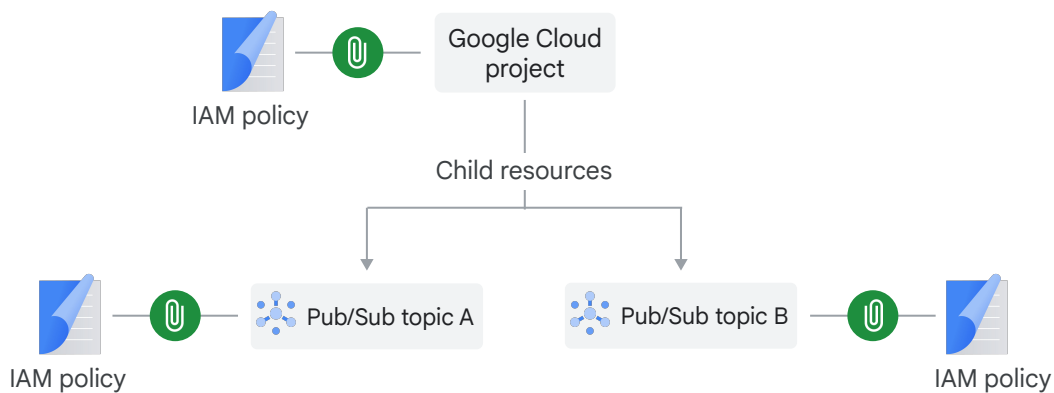 Google Cloud
project
IAM policy
Child resources
Pub/Sub topic A
Pub/Sub topic B
IAM policy
IAM policy